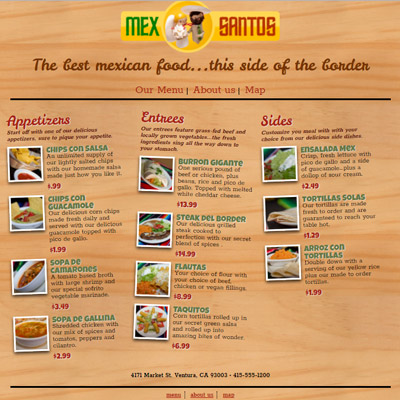 MEX SANTOS
The best mexican food...this side of the border
Our Menu | About us | Map
Appetizers
Start off with one of our delicious
appetizers, sure to pique your appetite.
CHIPS CON SALSA
An unlimited supply of
our lightly salted chips
with our homemade salsa
made just how you like it.
$.99
CHIPS CON
GUACAMOLE
Our delicious corn chips
made fresh daily and
served with our delicious
guacamole topped with
pico de gallo.
$1.99
SOPA DE
CAMARONES
A tomato based broth
with large shrimp and
our special sofrito
vegetable marinade.
$3.49
SOPA DE GALLINA
Shredded chicken with
our mix of spices and
tomatos, peppers and
cilantro.
$2.99
Entrees
Our entrees feature grass-fed beef and
locally grown vegetables...the fresh
ingredients sing all the way down to
your stomach.
BURRON GIGANTE
One serious pound of
beef or chicken, plus
beans, rice and pico de
gallo. Topped with melted
white cheddar cheese.
$13.99
STEAK DEL BORDER
Our delicious grilled
steak cooked to
perfection with our secret
blend of spices
$14.99
FLAUTAS
Your choice of flour with
your choice of beef,
chicken or vegan fillings.
$8.99
TAQUITOS
Corn tortillas rolled up in
our secret green salsa
and rolled up into
amazing bites of wonder.
$6.99
Sides
Customize you meal with with your
choice from our delicious side dishes.
ENSALADA MEX
Crisp, fresh lettuce with
pico de gallo and a side
of guacamole...plus a
dollop of sour cream.
$2.49
TORTILLAS SOLAS
Our tortillas are made
fresh to order and are
guaranteed to reach your
table hot.
$1.29
ARROZ CON
TORTILLAS
Double down with a
serving of our yellow rice
plus our made to order
tortillas.
$1.99
4171 Market St. Ventura, CA 93003 • 415-555-1200
menu | about us | map